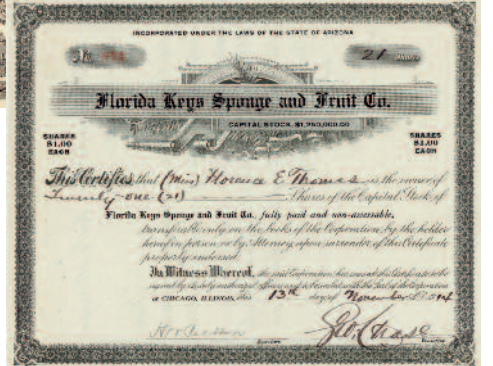 INCORPORATED UNDER THE LAWS OF THE STATE OF ARIZONA
No. 21 Shares
Florida Keys Sponge and Fruit Co.
CAPITAL STOCK, $1,250,000.00
SHARES $1.00 EACH
SHARES $1.00 EACH
This Certifies that (Miss) Florence E Thomas is the owner of
Twenty-one (21) Shares of the Capital Stock of
Florida Keys Sponge and Fruit Co. fully paid and non-assessable,
transferable only on the books of the Corporation by the holder
hereof in person or by Attorney upon surrender of this Certificate
properly endorsed.
In Witness Whereof, the said Corporation has caused this Certificate to be
signed by its duly authorized officers and to be sealed with the Seal of the Corporation
at CHICAGO, ILLINOIS, this 13th day of November A.D. 1914
Geo. Chase